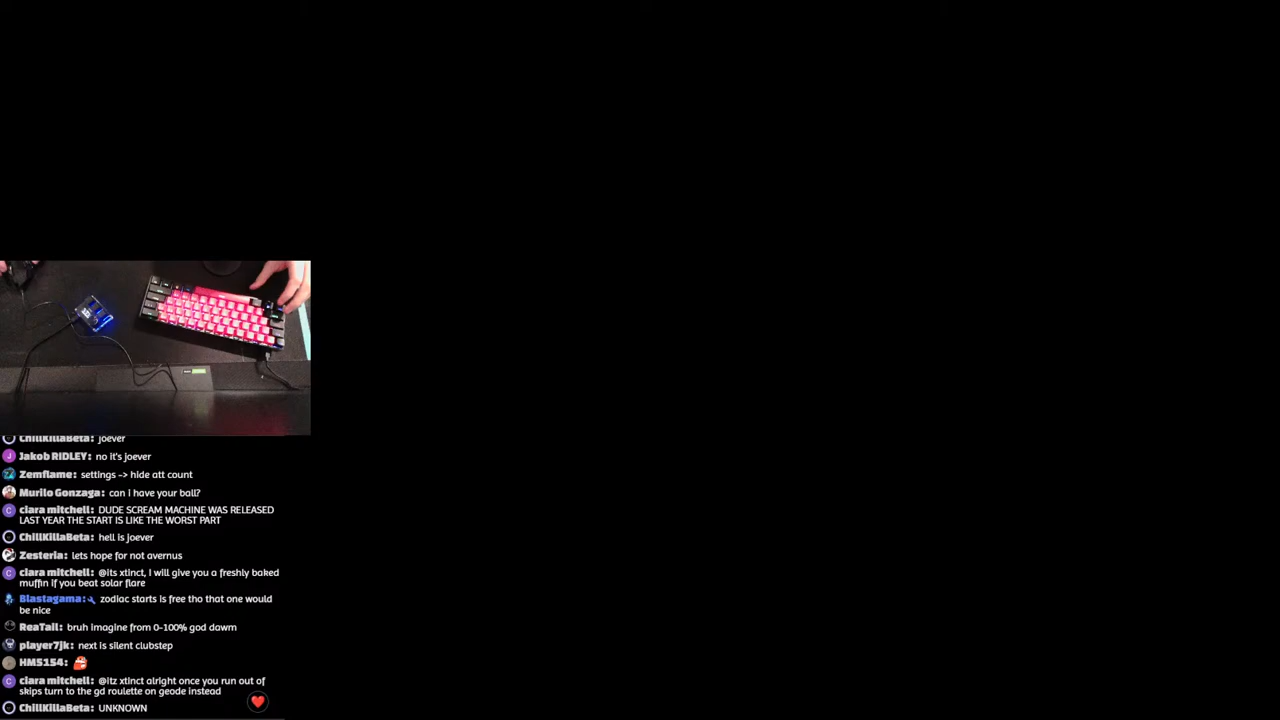 ChillKillaBeta: joever
Jakob RIDLEY: no it's joever
Zemflame: settings -> hide att count
Murilo Gonzaga: can i have your ball?
ciara mitchell: DUDE SCREAM MACHINE WAS RELEASED
LAST YEAR THE START IS LIKE THE WORST PART
ChillKillaBeta: hell is joever
Zesteria: lets hope for not avernus
ciara mitchell: @its xtinct, I will give you a freshly baked
muffin if you beat solar flare
Blastagama: zodiac starts is free tho that one would
be nice
ReaTail: bruh imagine from 0-100% god dawm
player7jk: next is silent clubstep
HM5154:
ciara mitchell: @itz xtinct alright once you run out of
skips turn to the gd roulette on geode instead
ChillKillaBeta: UNKNOWN